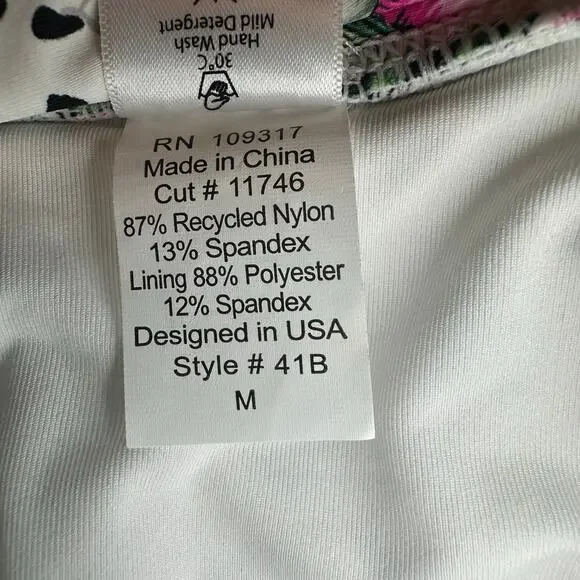 Mild Detergent
Hand Wash
30°C
RN 109317
Made in China
Cut # 11746
87% Recycled Nylon
13% Spandex
Lining 88% Polyester
12% Spandex
Designed in USA
Style # 41B
M